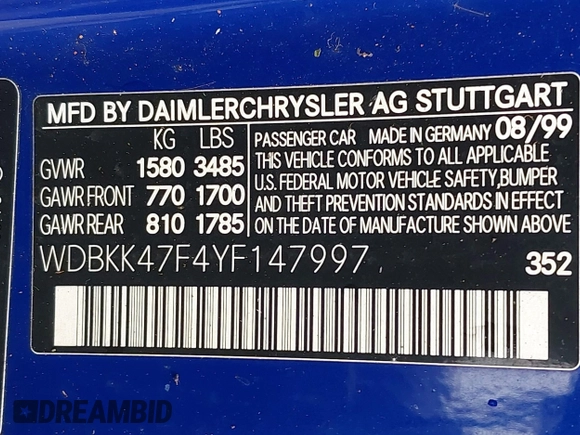 MFD BY DAIMLERCHRYSLER AG STUTTGART
KG LBS
GVWR 1580 3485
GAWR FRONT 770 1700
GAWR REAR 810 1785
PASSENGER CAR MADE IN GERMANY 08/99
THIS VEHICLE CONFORMS TO ALL APPLICABLE
U.S. FEDERAL MOTOR VEHICLE SAFETY, BUMPER
AND THEFT PREVENTION STANDARDS IN EFFECT
ON THE DATE OF MANUFACTURE SHOWN ABOVE
WDBKK47F4YF147997 352
DREAMBID